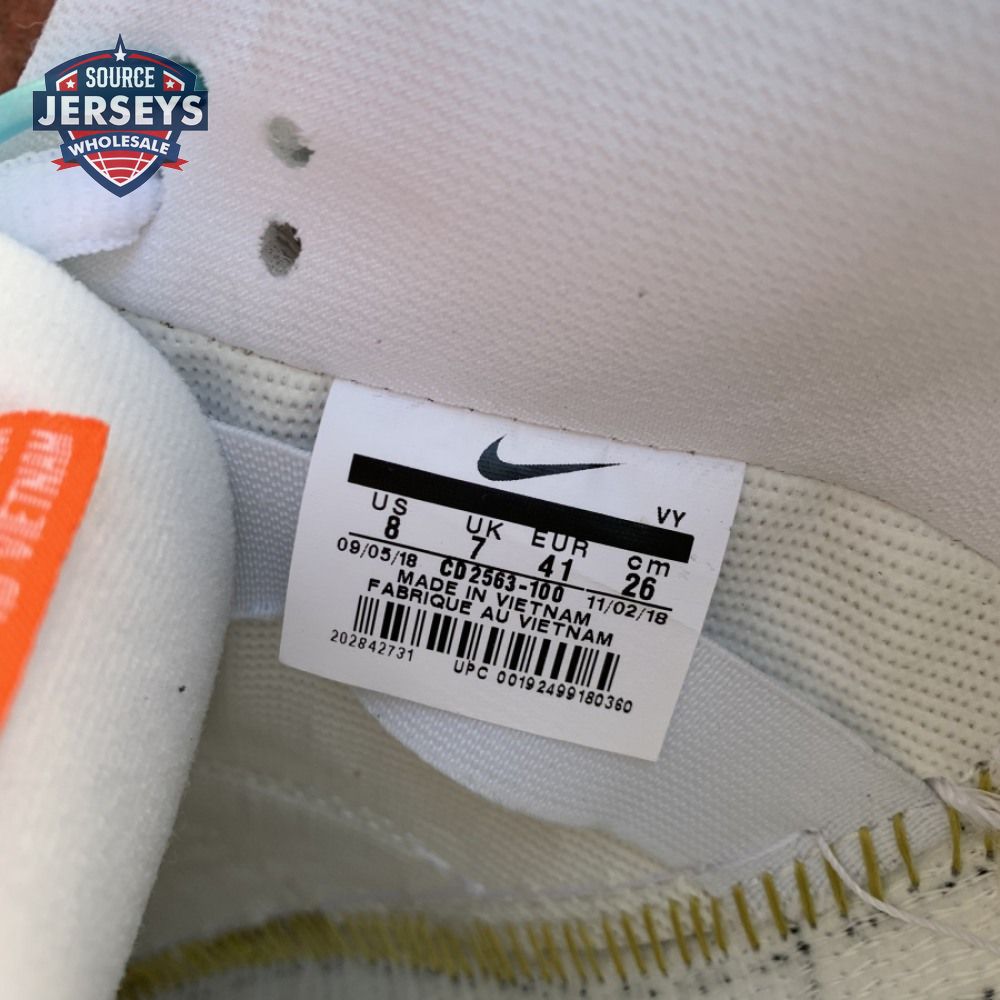 SOURCE
JERSEYS
WHOLESALE
VIETNAM
VY
US UK EUR cm
8 7 41 26
09/05/18 CD2563-100 11/02/18
MADE IN VIETNAM
FABRIQUE AU VIETNAM
202842731
UPC 00192499180360